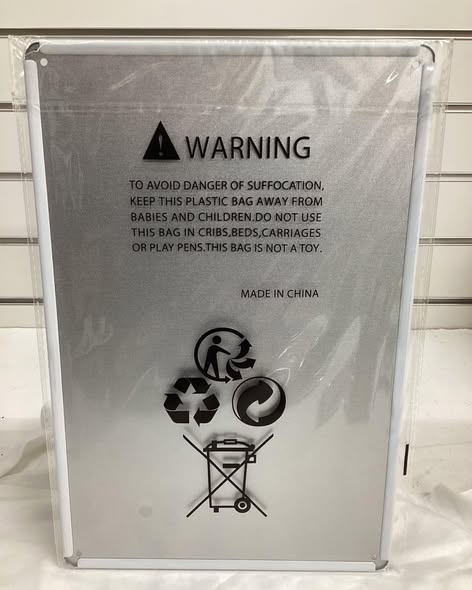 WARNING
TO AVOID DANGER OF SUFFOCATION,
KEEP THIS PLASTIC BAG AWAY FROM
BABIES AND CHILDREN.DO NOT USE
THIS BAG IN CRIBS,BEDS,CARRIAGES
OR PLAY PENS.THIS BAG IS NOT A TOY.
MADE IN CHINA